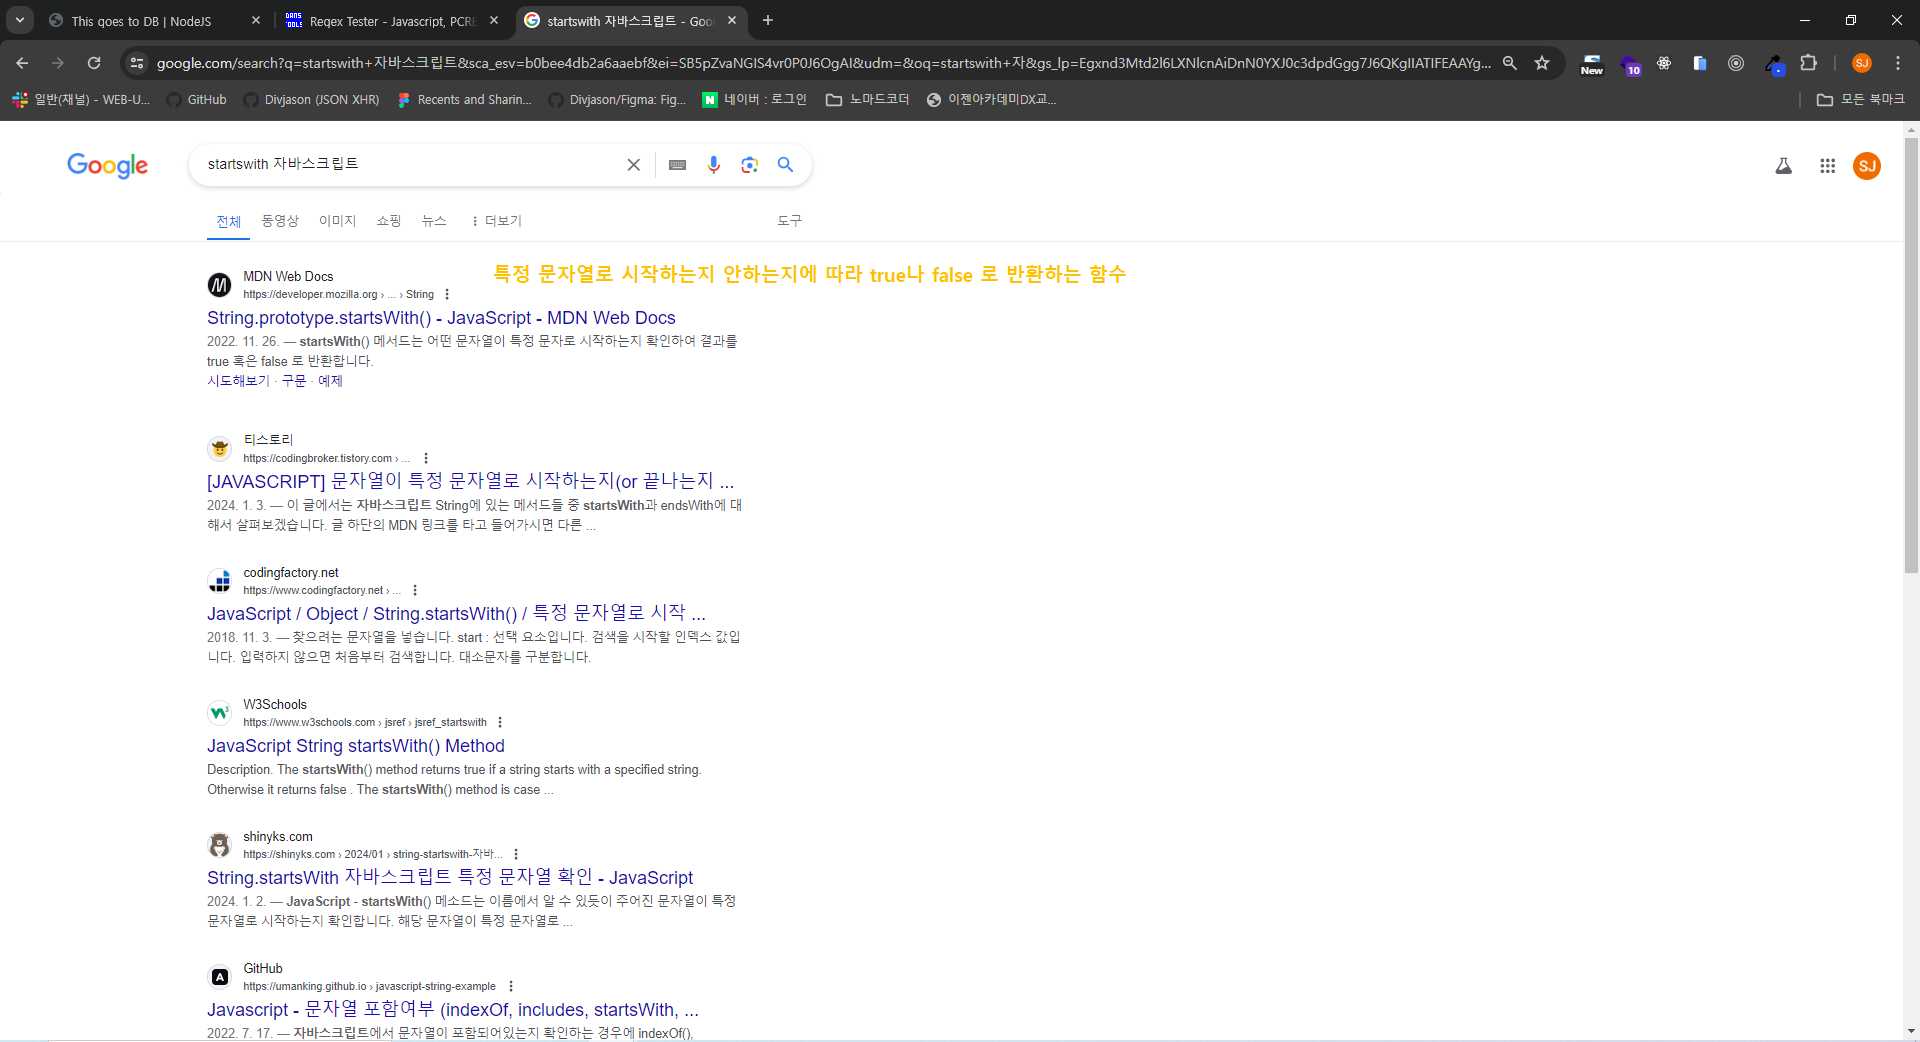 This goes to DB | NodeJS
Regex Tester - Javascript, PCRE
startswith 자바스크립트 - Goo
google.com/search?q=startswith+자바스크립트&sca_esv=b0bee4db2a6aaebf&ei=SB5pZvaNGIS4vr0P0J6OgAI&udm=&oq=startswith+자&gs_lp=Egxnd3Mtd2l6LXNlcnAiDnN0YXJ0c3dpdGgg7J6QKgIIATIFEAAYg...
New
10
SJ
일반(채널) - WEB-U...
GitHub
Divjason (JSON XHR)
Recents and Sharin...
Divjason/Figma: Fig...
네이버 : 로그인
노마드코더
이젠아카데미DX교...
모든 북마크
Google
startswith 자바스크립트
SJ
전체 동영상 이미지 쇼핑 뉴스 더보기 도구
특정 문자열로 시작하는지 안하는지에 따라 true나 false 로 반환하는 함수
MDN Web Docs
https://developer.mozilla.org › ... › String
String.prototype.startsWith() - JavaScript - MDN Web Docs
2022. 11. 26. — startsWith() 메서드는 어떤 문자열이 특정 문자로 시작하는지 확인하여 결과를
true 혹은 false 로 반환합니다.
시도해보기 · 구문 · 예제
티스토리
https://codingbroker.tistory.com › ...
[JAVASCRIPT] 문자열이 특정 문자열로 시작하는지(or 끝나는지 ...
2024. 1. 3. — 이 글에서는 자바스크립트 String에 있는 메서드들 중 startsWith과 endsWith에 대
해서 살펴보겠습니다. 글 하단의 MDN 링크를 타고 들어가시면 다른 ...
codingfactory.net
https://www.codingfactory.net › ...
JavaScript / Object / String.startsWith() / 특정 문자열로 시작 ...
2018. 11. 3. — 찾으려는 문자열을 넣습니다. start : 선택 요소입니다. 검색을 시작할 인덱스 값입
니다. 입력하지 않으면 처음부터 검색합니다. 대소문자를 구분합니다.
W3Schools
https://www.w3schools.com › jsref › jsref_startswith
JavaScript String startsWith() Method
Description. The startsWith() method returns true if a string starts with a specified string.
Otherwise it returns false . The startsWith() method is case ...
shinyks.com
https://shinyks.com › 2024/01 › string-startswith-자바...
String.startsWith 자바스크립트 특정 문자열 확인 - JavaScript
2024. 1. 2. — JavaScript - startsWith() 메소드는 이름에서 알 수 있듯이 주어진 문자열이 특정
문자열로 시작하는지 확인합니다. 해당 문자열이 특정 문자열로 ...
GitHub
https://umanking.github.io › javascript-string-example
Javascript - 문자열 포함여부 (indexOf, includes, startsWith, ...
2022. 7. 17. — 자바스크립트에서 문자열이 포함되어있는지 확인하는 경우에 indexOf(),